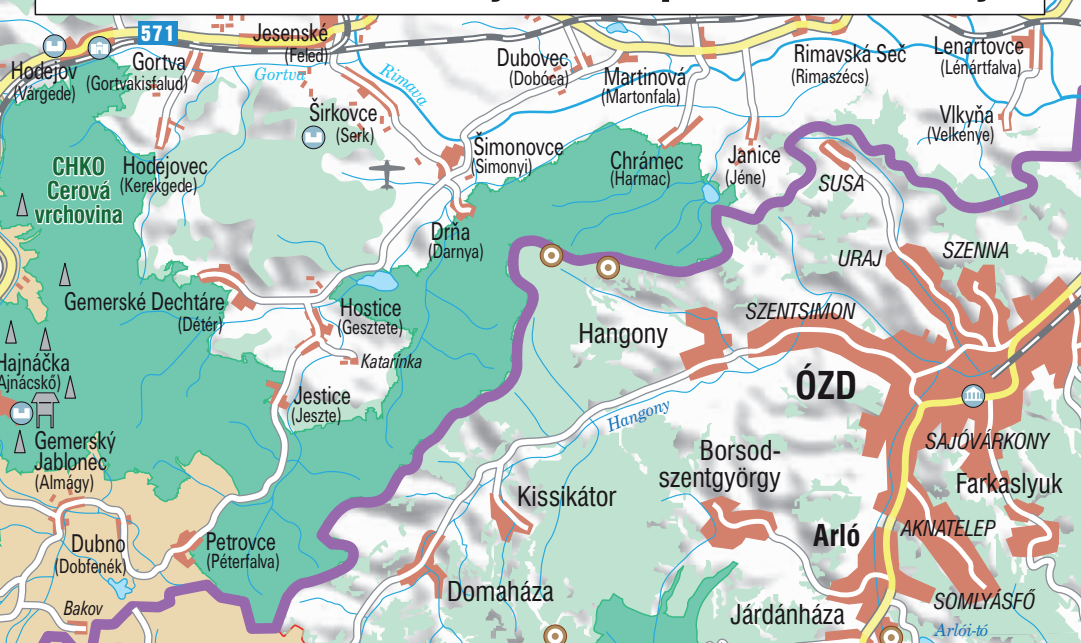 571
Jesenské
(Feled)
Hodejov
(Várgede)
Gortva
(Gortvakisfalud)
Gortva
Rimava
Dubovec
(Dobóca)
Martinová
(Martonfala)
Rimavská Seč
(Rimaszécs)
Lenartovce
(Lénártfalva)
Vlkyňa
(Velkenye)
Širkovce
(Serk)
Šimonovce
(Simonyi)
Chrámec
(Harmac)
Janice
(Jéne)
CHKO
Cerová
vrchovina
Hodejovec
(Kerekgede)
SUSA
Drňa
(Darnya)
URAJ
SZENNA
Gemerské Dechtáre
(Détér)
Hostice
(Gesztete)
Katarínka
Hangony
SZENTSIMON
Hajnáčka
(Ajnácskő)
ÓZD
Jestice
(Jeszte)
Hangony
Gemerský
Jablonec
(Almágy)
SAJÓVÁRKONY
Borsod-
szentgyörgy
Farkaslyuk
Kissikátor
AKNATELEP
Arló
Dubno
(Dobfenék)
Petrovce
(Péterfalva)
Domaháza
Bakov
SOMLYÁSFŐ
Járdánháza
Arlói-tó